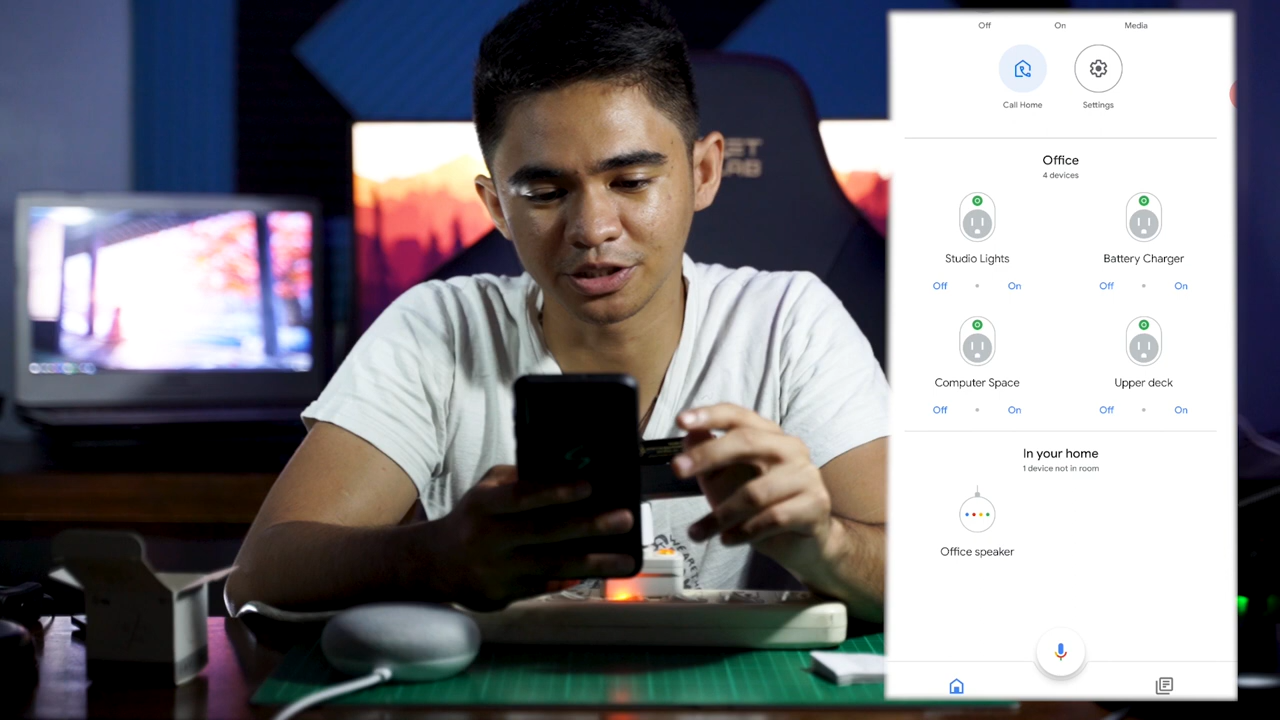 Off On Media
Call Home Settings
Office
4 devices
Studio Lights Battery Charger
Off On Off On
Computer Space Upper deck
Off On Off On
In your home
1 device not in room
Office speaker